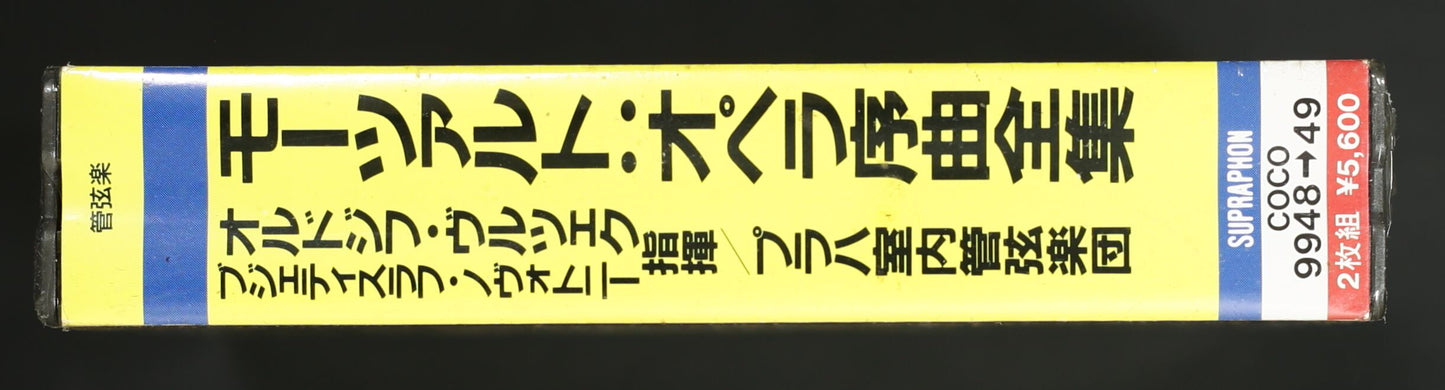 管弦楽
モーツァルト:オペラ序曲全集
オルドジフ・ヴルツェク
ブジェティスラフ・ノヴォトニー
指揮/プラハ室内管弦楽団
SUPRAPHON
COCO
9948→49
2枚組 ¥5,600